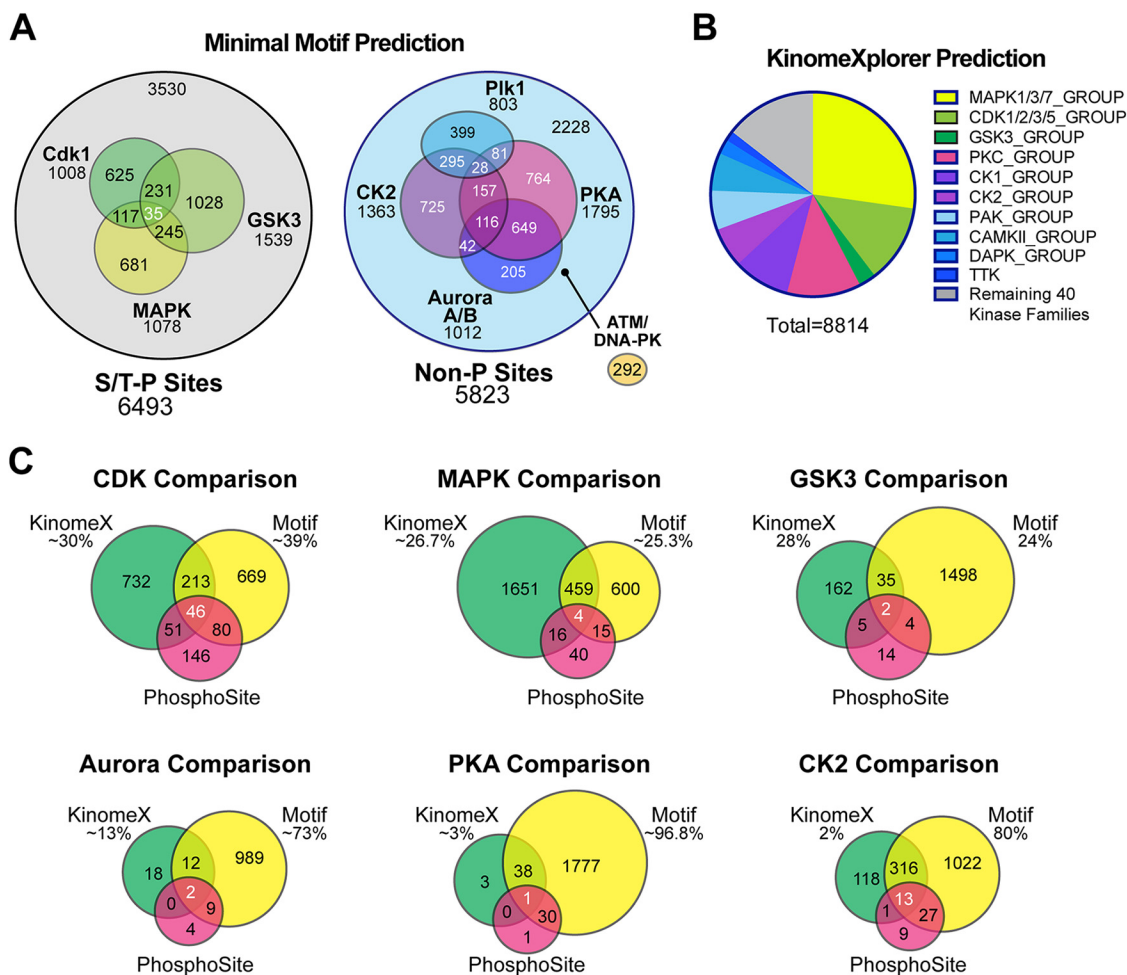 A
Minimal Motif Prediction
3530
Cdk1
1008
625
231
1028
117
35
245
GSK3
1539
681
MAPK
1078
S/T-P Sites
6493
Plk1
803
399
2228
295
28
81
CK2
1363
725
157
764
PKA
1795
116
649
42
205
Aurora
A/B
1012
ATM/
DNA-PK
292
Non-P Sites
5823
B
KinomeXplorer Prediction
MAPK1/3/7_GROUP
CDK1/2/3/5_GROUP
GSK3_GROUP
PKC_GROUP
CK1_GROUP
CK2_GROUP
PAK_GROUP
CAMKII_GROUP
DAPK_GROUP
TTK
Remaining 40
Kinase Families
Total=8814
C
CDK Comparison
KinomeX
~30%
Motif
~39%
732
213
669
46
51
80
146
PhosphoSite
MAPK Comparison
KinomeX
~26.7%
Motif
~25.3%
1651
459
600
4
16
15
40
PhosphoSite
GSK3 Comparison
KinomeX
28%
Motif
24%
162
35
1498
2
5
4
14
PhosphoSite
Aurora Comparison
KinomeX
~13%
Motif
~73%
18
12
989
2
0
9
4
PhosphoSite
PKA Comparison
KinomeX
~3%
Motif
~96.8%
3
38
1777
1
0
30
1
PhosphoSite
CK2 Comparison
KinomeX
2%
Motif
80%
118
316
1022
13
1
27
9
PhosphoSite